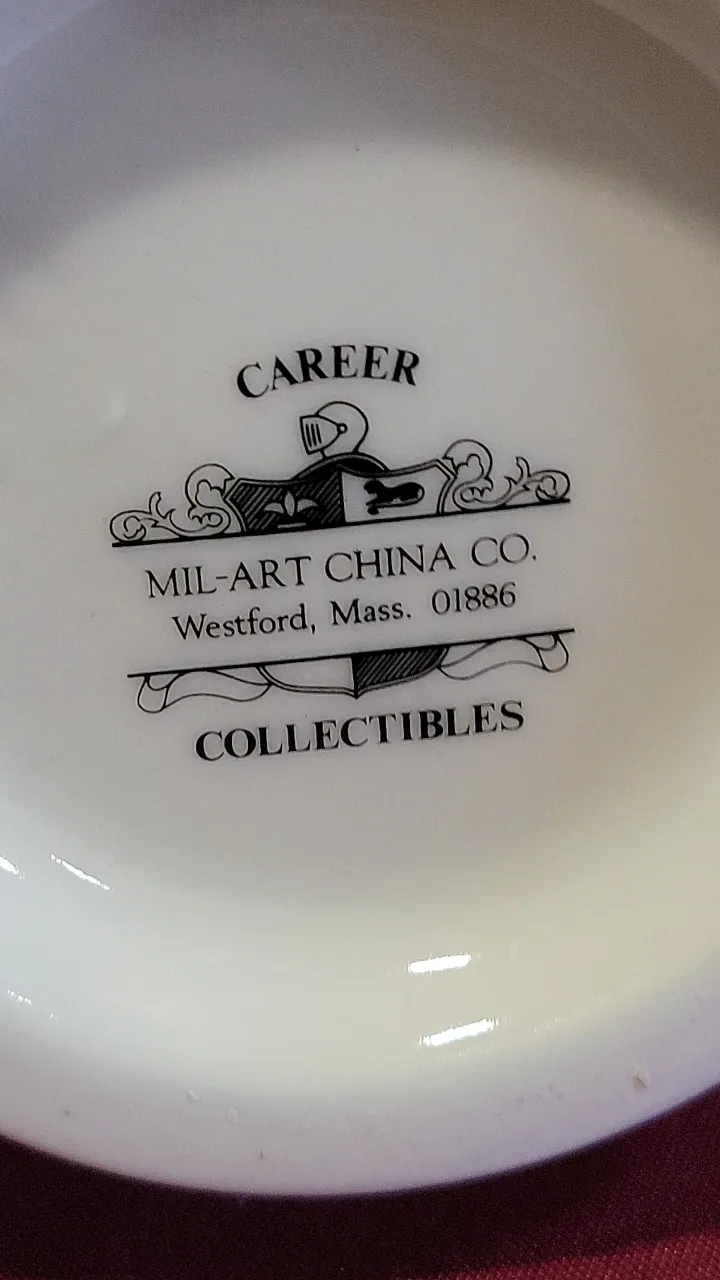 CAREER
MIL-ART CHINA CO.
Westford, Mass. 01886
COLLECTIBLES